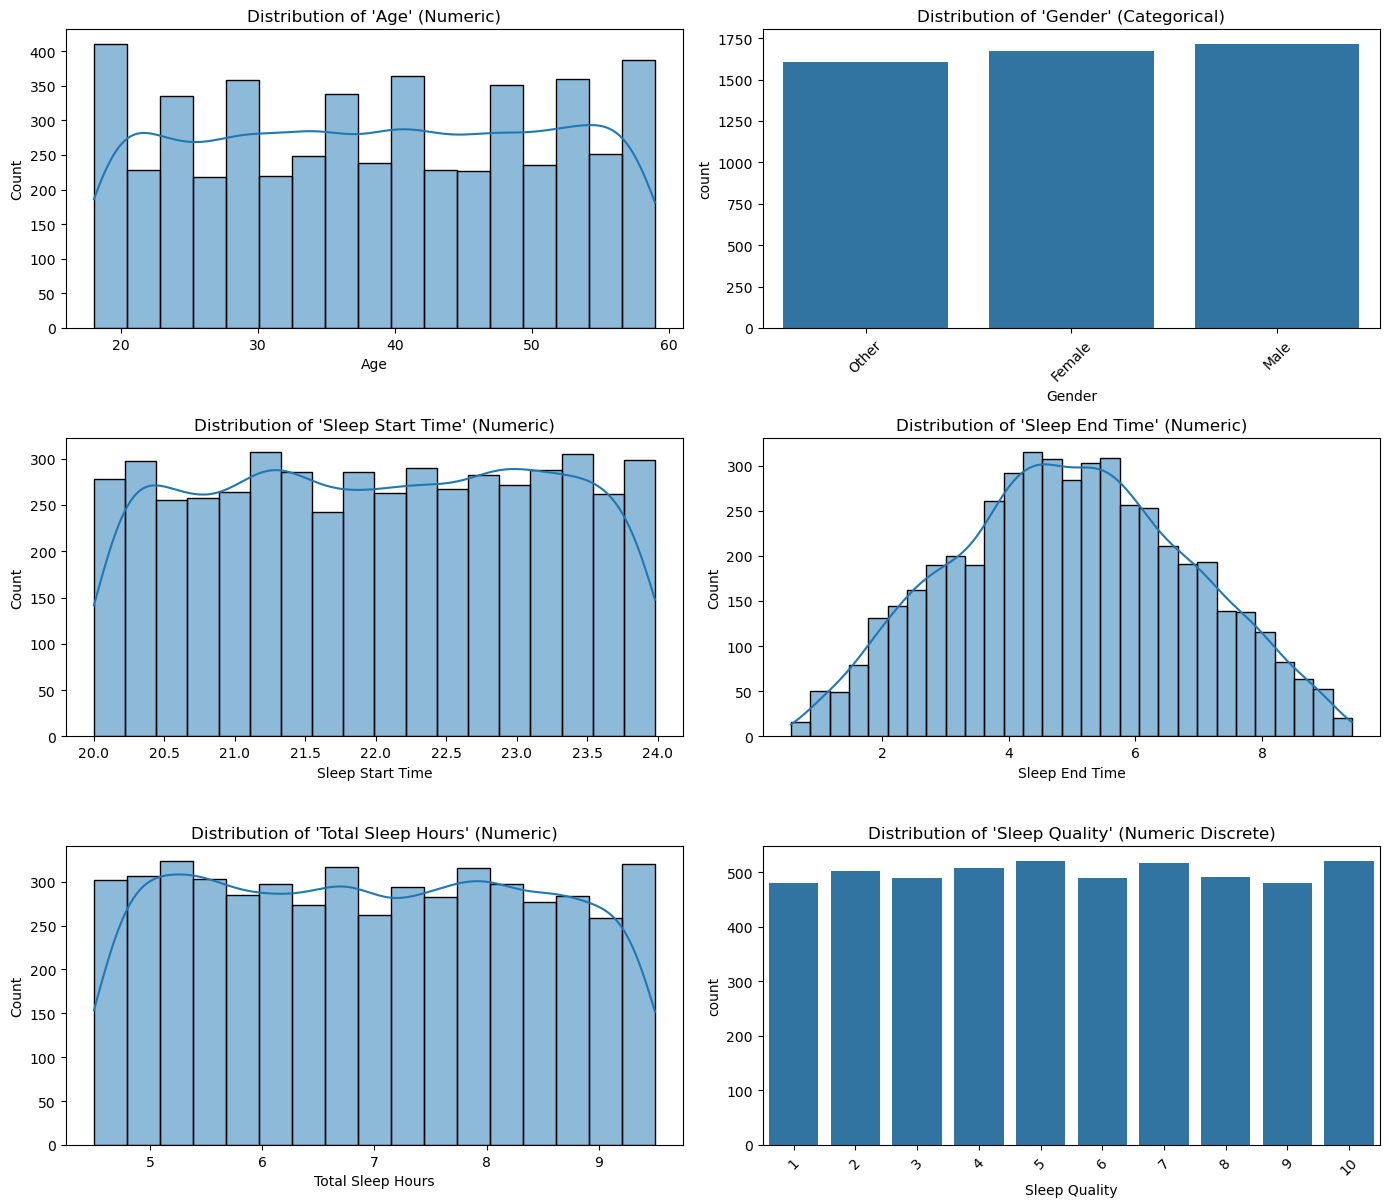 Distribution of 'Age' (Numeric)
400
350
300
250
200
150
100
50
0
Count
20 30 40 50 60
Age
Distribution of 'Gender' (Categorical)
1750
1500
1250
1000
750
500
250
0
count
Other Female Male
Gender
Distribution of 'Sleep Start Time' (Numeric)
300
250
200
150
100
50
0
Count
20.0 20.5 21.0 21.5 22.0 22.5 23.0 23.5 24.0
Sleep Start Time
Distribution of 'Sleep End Time' (Numeric)
300
250
200
150
100
50
0
Count
2 4 6 8
Sleep End Time
Distribution of 'Total Sleep Hours' (Numeric)
300
250
200
150
100
50
0
Count
5 6 7 8 9
Total Sleep Hours
Distribution of 'Sleep Quality' (Numeric Discrete)
500
400
300
200
100
0
count
1 2 3 4 5 6 7 8 9 10
Sleep Quality